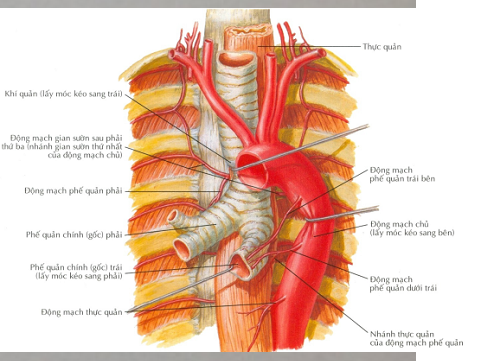 Thực quản
Khí quản (lấy móc kéo sang trái)
Động mạch gian sườn sau phải
thứ ba (nhánh gian sườn thứ nhất
của động mạch chủ)
Động mạch phế quản phải
Phế quản chính (gốc) phải
Phế quản chính (gốc) trái
(lấy móc kéo sang phải)
Động mạch thực quản
Động mạch
phế quản trái bên
Động mạch chủ
(lấy móc kéo sang bên)
Động mạch
phế quản dưới trái
Nhánh thực quản
của động mạch phế quản